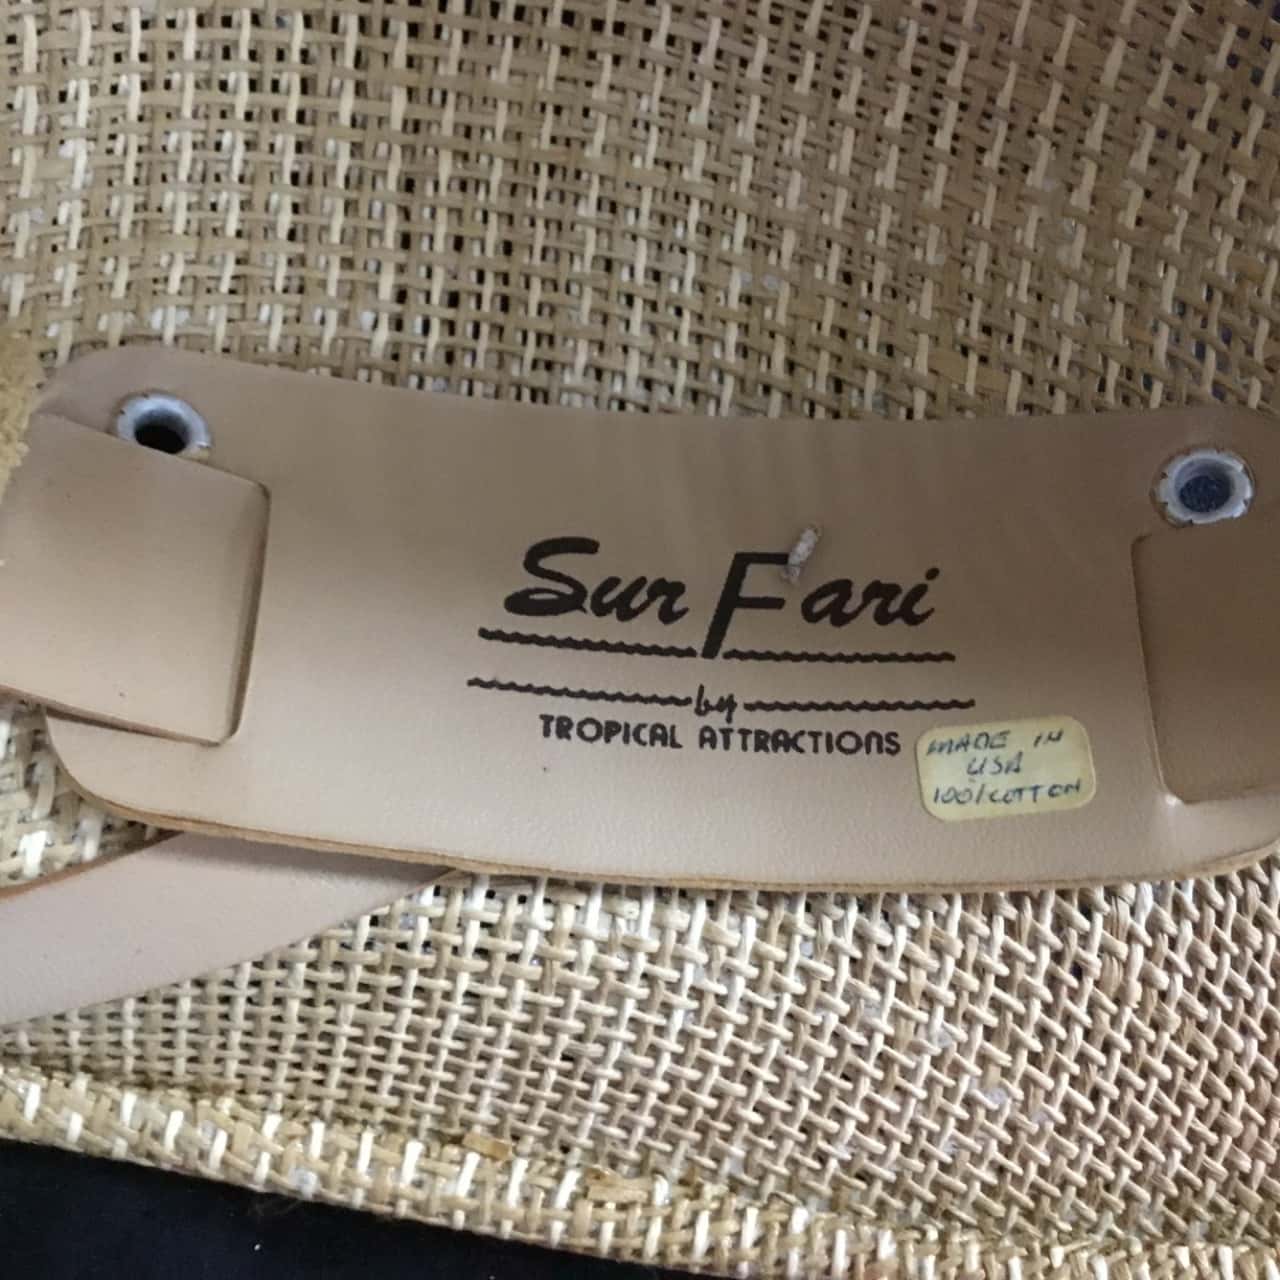 Sur Fari
by
TROPICAL ATTRACTIONS
MADE IN
USA
100% COTTON